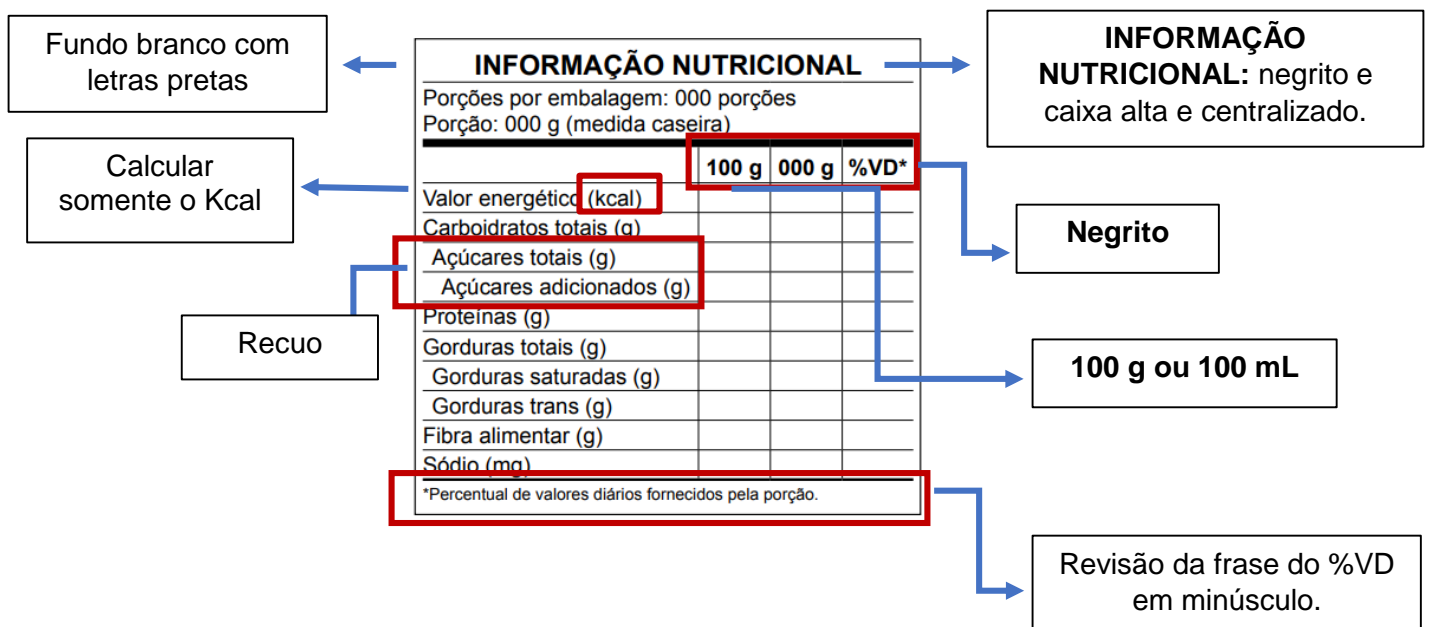 Fundo branco com
letras pretas
INFORMAÇÃO
NUTRICIONAL: negrito e
caixa alta e centralizado.
Calcular
somente o Kcal
Recuo
INFORMAÇÃO NUTRICIONAL
Porções por embalagem: 000 porções
Porção: 000 g (medida caseira)
100 g 000 g %VD*
Valor energético (kcal)
Carboidratos totais (g)
Açúcares totais (g)
Açúcares adicionados (g)
Proteínas (g)
Gorduras totais (g)
Gorduras saturadas (g)
Gorduras trans (g)
Fibra alimentar (g)
Sódio (mg)
*Percentual de valores diários fornecidos pela porção.
Negrito
100 g ou 100 mL
Revisão da frase do %VD
em minúsculo.